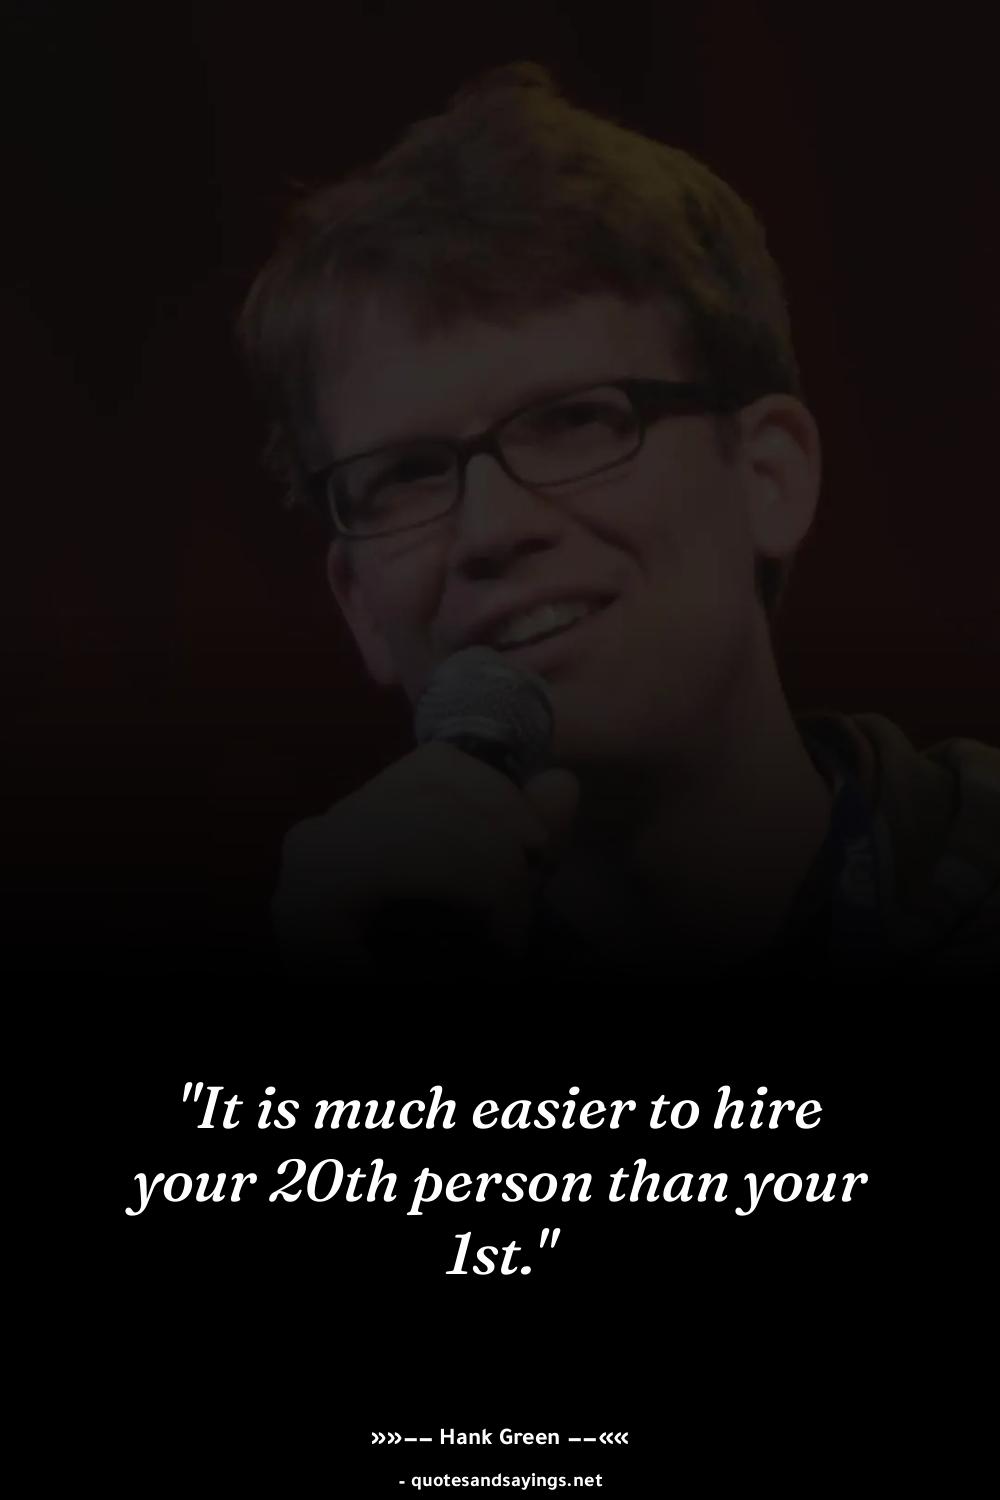 "It is much easier to hire
your 20th person than your
1st."
»»−− Hank Green −−««
- quotesandsayings.net